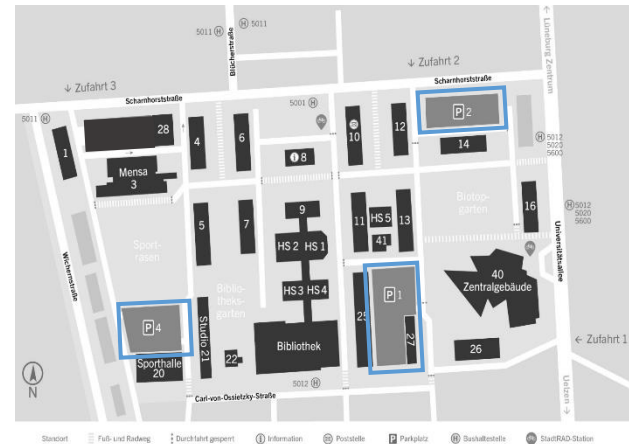 5011 H
5011 H
Blücherstraße
↓ Zufahrt 3
↓ Zufahrt 2
Lüneburg Zentrum
Scharnhorststraße
Scharnhorststraße
5011 H
5001 H
P 2
1
28
4
6
10
12
14
H 5012
5020
5600
i 8
Mensa
3
5
7
9
11
HS 5
13
41
16
H 5012
5020
5600
Biotop-
garten
Sport-
rasen
HS 2
HS 1
Wichernstraße
Universitätsallee
Biblio-
theks-
garten
HS 3
HS 4
40
Zentralgebäude
P 4
Studio 21
25
P 1
27
← Zufahrt 1
Sporthalle
20
22
Bibliothek
26
5012 H
Carl-von-Ossietzky-Straße
N
Uelzen
Standort
Fuß- und Radweg
Durchfahrt gesperrt
i Information
Poststelle
P Parkplatz
H Bushaltestelle
StadtRAD-Station